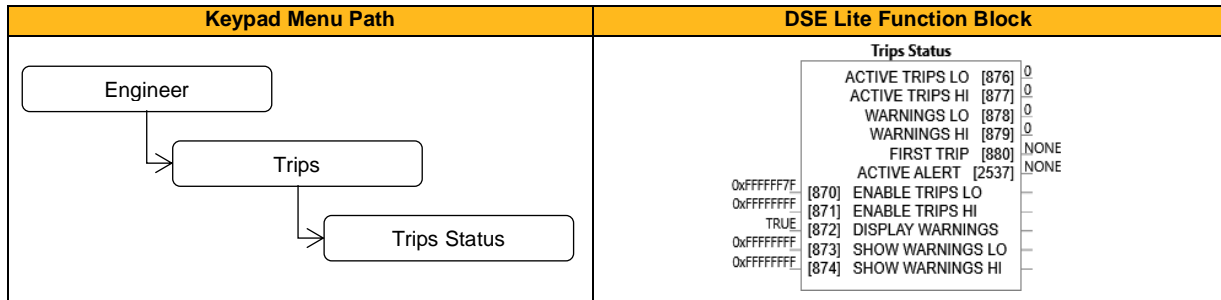 Keypad Menu Path
DSE Lite Function Block
Engineer
Trips
Trips Status
Trips Status
ACTIVE TRIPS LO [876] 0
ACTIVE TRIPS HI [877] 0
WARNINGS LO [878] 0
WARNINGS HI [879] 0
FIRST TRIP [880] NONE
ACTIVE ALERT [2537] NONE
0xFFFFFF7F [870] ENABLE TRIPS LO
0xFFFFFFFF [871] ENABLE TRIPS HI
TRUE [872] DISPLAY WARNINGS
0xFFFFFFFF [873] SHOW WARNINGS LO
0xFFFFFFFF [874] SHOW WARNINGS HI